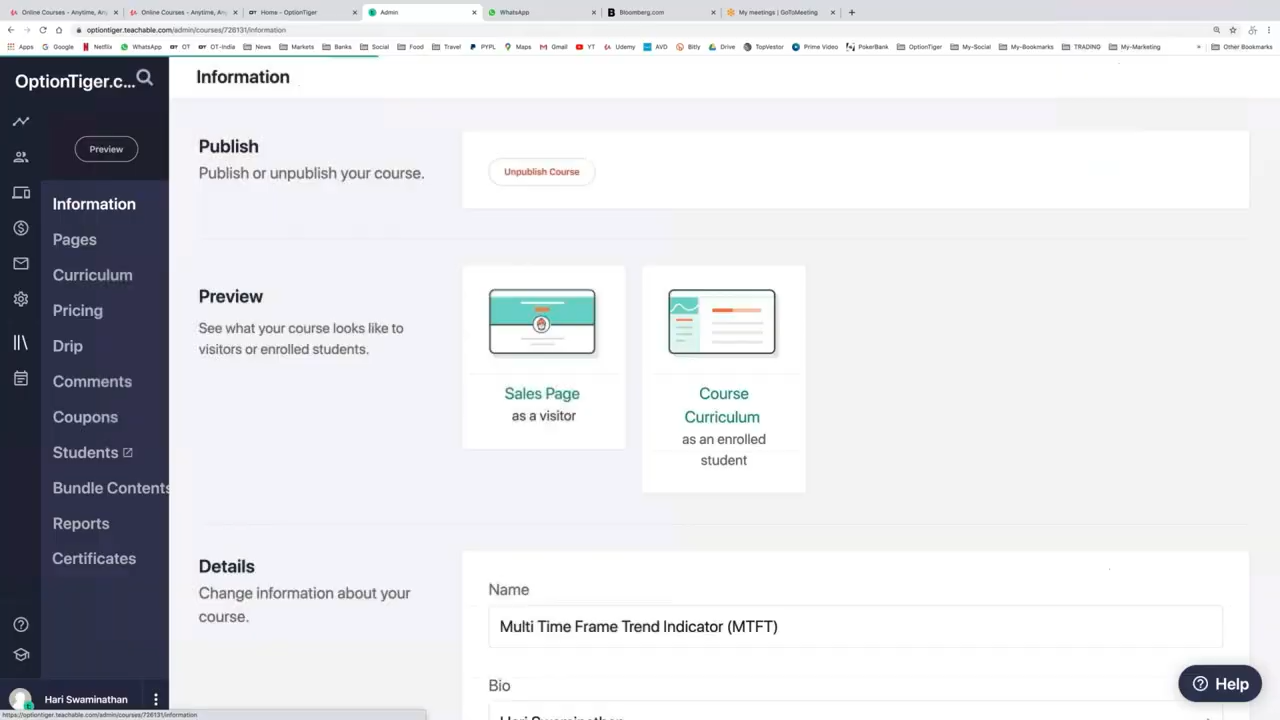 Online Courses - Anytime, Any
Online Courses - Anytime, Any
Home - OptionTiger
Admin
WhatsApp
Bloomberg.com
My meetings | GoToMeeting
optiontiger.teachable.com/admin/courses/726131/information
Apps
Google
Netflix
WhatsApp
OT
OT-India
News
Markets
Banks
Social
Food
Travel
PYPL
Maps
Gmail
YT
Udemy
AVD
Bitly
Drive
TopVestor
Prime Video
PokerBank
OptionTiger
My-Social
My-Bookmarks
TRADING
My-Marketing
»
Other Bookmarks
OptionTiger.c...
Information
Preview
Information
Pages
Curriculum
Pricing
Drip
Comments
Coupons
Students
Bundle Contents
Reports
Certificates
Hari Swaminathan
Publish
Publish or unpublish your course.
Unpublish Course
Preview
See what your course looks like to
visitors or enrolled students.
Sales Page
as a visitor
Course
Curriculum
as an enrolled
student
Details
Change information about your
course.
Name
Multi Time Frame Trend Indicator (MTFT)
Bio
Hari Swaminathan
Help
https://optiontiger.teachable.com/admin/courses/726131/information